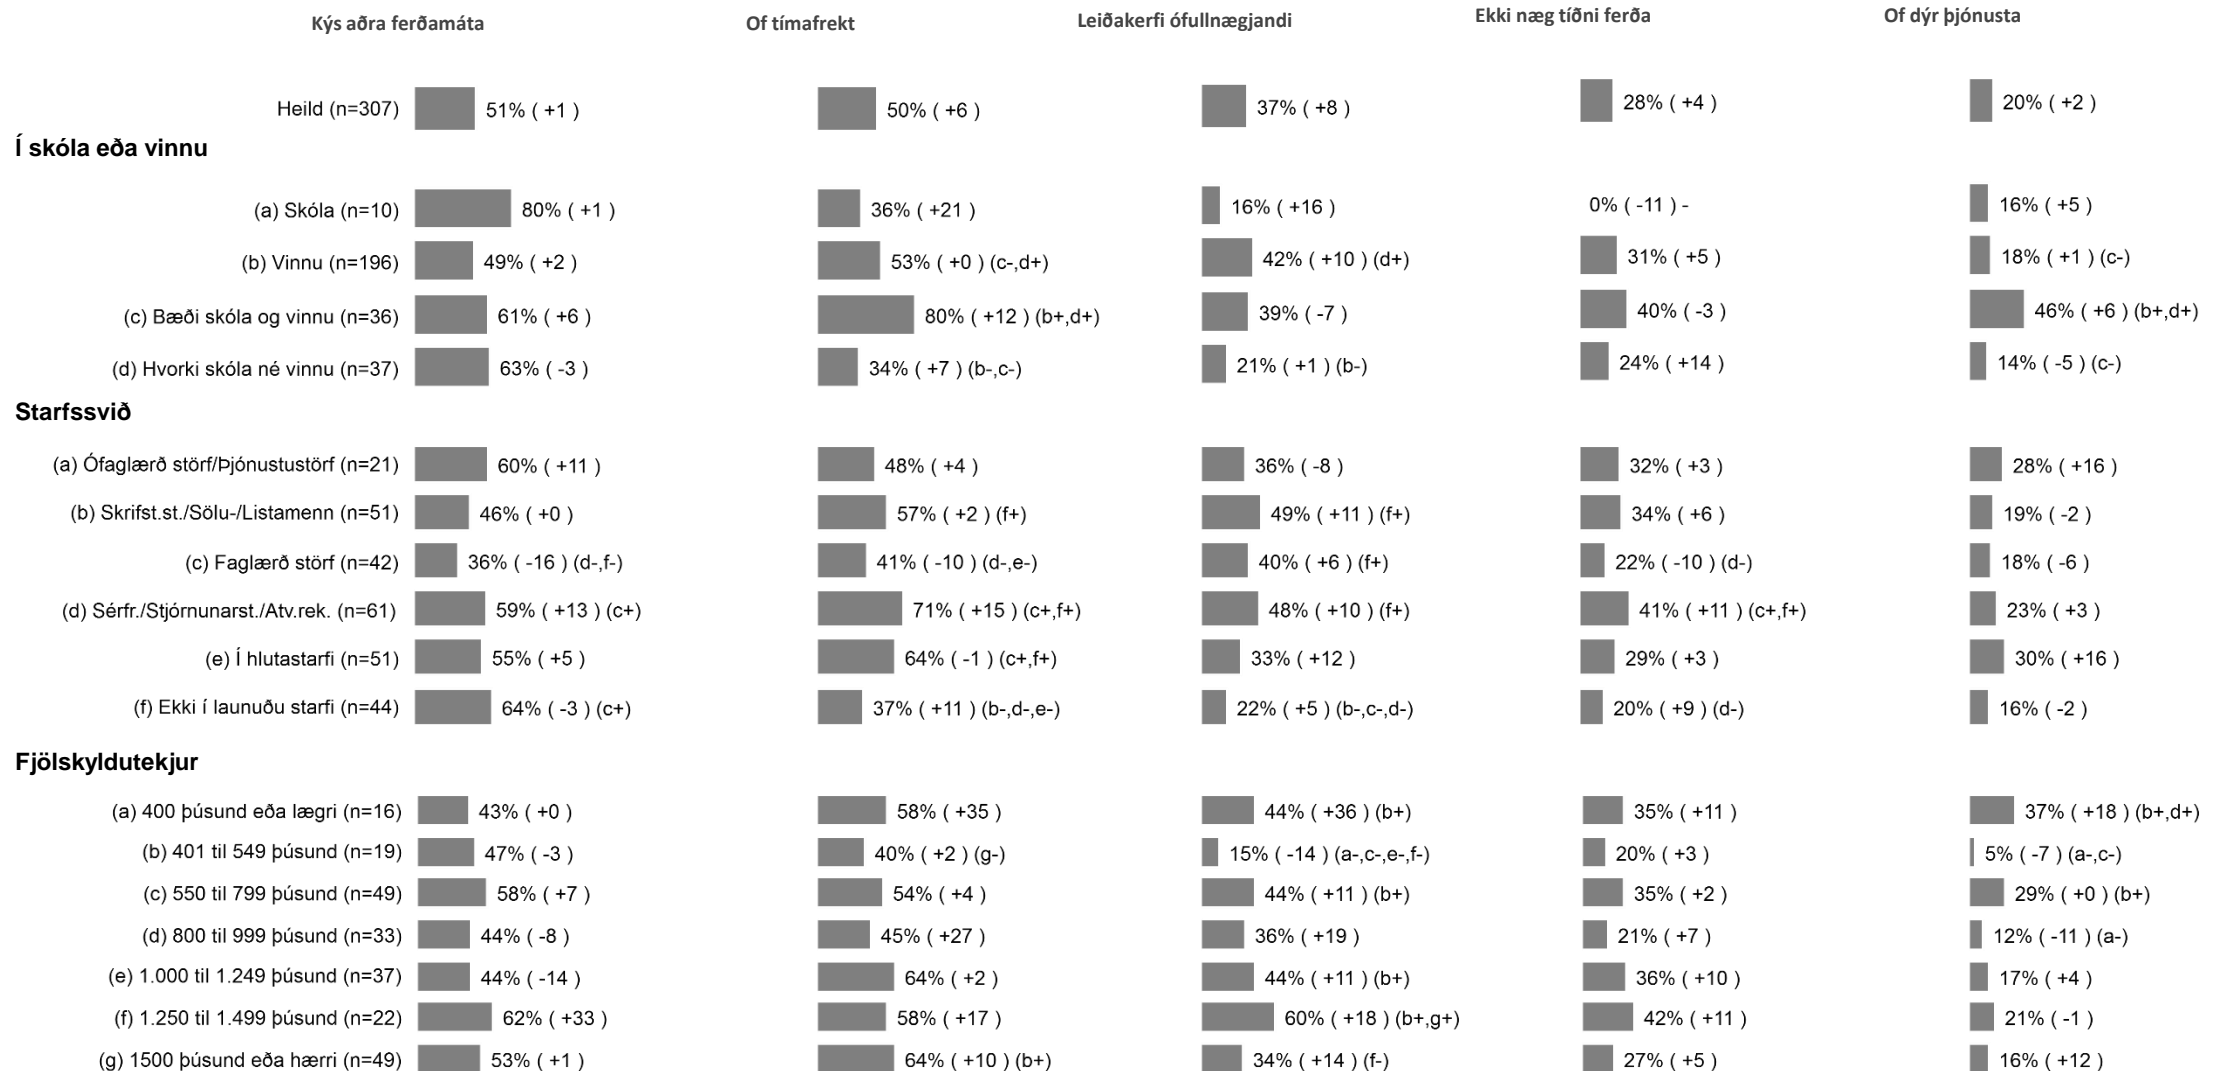 Kýs aðra ferðamáta Of tímafrekt Leiðakerfi ófullnægjandi Ekki næg tíðni ferða Of dýr þjónusta
Heild (n=307) 51% ( +1 ) 50% ( +6 ) 37% ( +8 ) 28% ( +4 ) 20% ( +2 )
Í skóla eða vinnu
(a) Skóla (n=10) 80% ( +1 ) 36% ( +21 ) 16% ( +16 ) 0% ( -11 ) - 16% ( +5 )
(b) Vinnu (n=196) 49% ( +2 ) 53% ( +0 ) (c-,d+) 42% ( +10 ) (d+) 31% ( +5 ) 18% ( +1 ) (c-)
(c) Bæði skóla og vinnu (n=36) 61% ( +6 ) 80% ( +12 ) (b+,d+) 39% ( -7 ) 40% ( -3 ) 46% ( +6 ) (b+,d+)
(d) Hvorki skóla né vinnu (n=37) 63% ( -3 ) 34% ( +7 ) (b-,c-) 21% ( +1 ) (b-) 24% ( +14 ) 14% ( -5 ) (c-)
Starfssvið
(a) Ófaglærð störf/Þjónustustörf (n=21) 60% ( +11 ) 48% ( +4 ) 36% ( -8 ) 32% ( +3 ) 28% ( +16 )
(b) Skrifst.st./Sölu-/Listamenn (n=51) 46% ( +0 ) 57% ( +2 ) (f+) 49% ( +11 ) (f+) 34% ( +6 ) 19% ( -2 )
(c) Faglærð störf (n=42) 36% ( -16 ) (d-,f-) 41% ( -10 ) (d-,e-) 40% ( +6 ) (f+) 22% ( -10 ) (d-) 18% ( -6 )
(d) Sérfr./Stjórnunarst./Atv.rek. (n=61) 59% ( +13 ) (c+) 71% ( +15 ) (c+,f+) 48% ( +10 ) (f+) 41% ( +11 ) (c+,f+) 23% ( +3 )
(e) Í hlutastarfi (n=51) 55% ( +5 ) 64% ( -1 ) (c+,f+) 33% ( +12 ) 29% ( +3 ) 30% ( +16 )
(f) Ekki í launuðu starfi (n=44) 64% ( -3 ) (c+) 37% ( +11 ) (b-,d-,e-) 22% ( +5 ) (b-,c-,d-) 20% ( +9 ) (d-) 16% ( -2 )
Fjölskyldutekjur
(a) 400 þúsund eða lægri (n=16) 43% ( +0 ) 58% ( +35 ) 44% ( +36 ) (b+) 35% ( +11 ) 37% ( +18 ) (b+,d+)
(b) 401 til 549 þúsund (n=19) 47% ( -3 ) 40% ( +2 ) (g-) 15% ( -14 ) (a-,c-,e-,f-) 20% ( +3 ) 5% ( -7 ) (a-,c-)
(c) 550 til 799 þúsund (n=49) 58% ( +7 ) 54% ( +4 ) 44% ( +11 ) (b+) 35% ( +2 ) 29% ( +0 ) (b+)
(d) 800 til 999 þúsund (n=33) 44% ( -8 ) 45% ( +27 ) 36% ( +19 ) 21% ( +7 ) 12% ( -11 ) (a-)
(e) 1.000 til 1.249 þúsund (n=37) 44% ( -14 ) 64% ( +2 ) 44% ( +11 ) (b+) 36% ( +10 ) 17% ( +4 )
(f) 1.250 til 1.499 þúsund (n=22) 62% ( +33 ) 58% ( +17 ) 60% ( +18 ) (b+,g+) 42% ( +11 ) 21% ( -1 )
(g) 1500 þúsund eða hærri (n=49) 53% ( +1 ) 64% ( +10 ) (b+) 34% ( +14 ) (f-) 27% ( +5 ) 16% ( +12 )